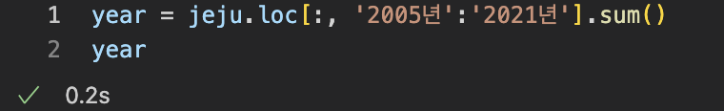 1 year = jeju.loc[:, '2005년':'2021년'].sum()
2 year
0.2s